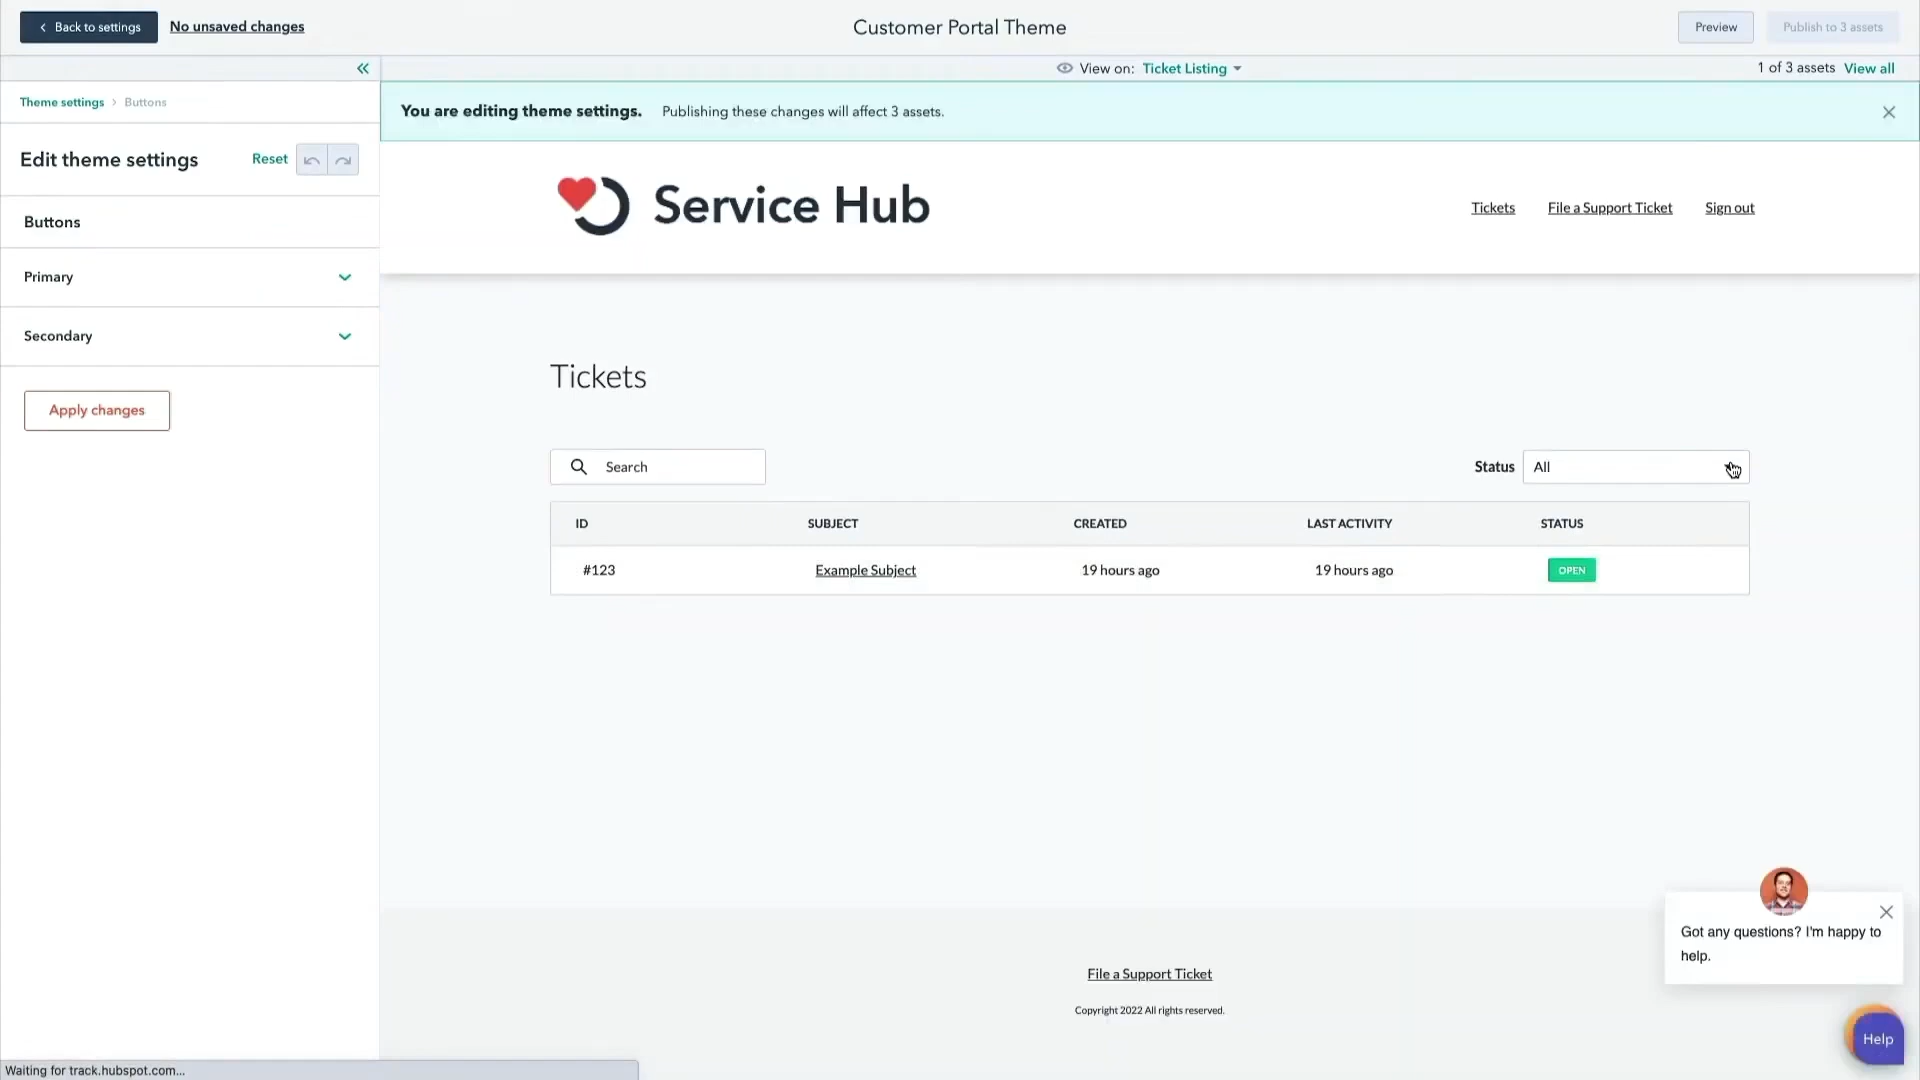 Back to settings
No unsaved changes
Customer Portal Theme
Preview
Publish to 3 assets
View on: Ticket Listing
1 of 3 assets View all
Theme settings > Buttons
You are editing theme settings. Publishing these changes will affect 3 assets.
Edit theme settings
Reset
Service Hub
Tickets
File a Support Ticket
Sign out
Buttons
Primary
Secondary
Apply changes
Tickets
Search
Status
All
ID SUBJECT CREATED LAST ACTIVITY STATUS
#123 Example Subject 19 hours ago 19 hours ago OPEN
Got any questions? I'm happy to
help.
File a Support Ticket
Copyright 2022 All rights reserved.
Help
Waiting for track.hubspot.com...